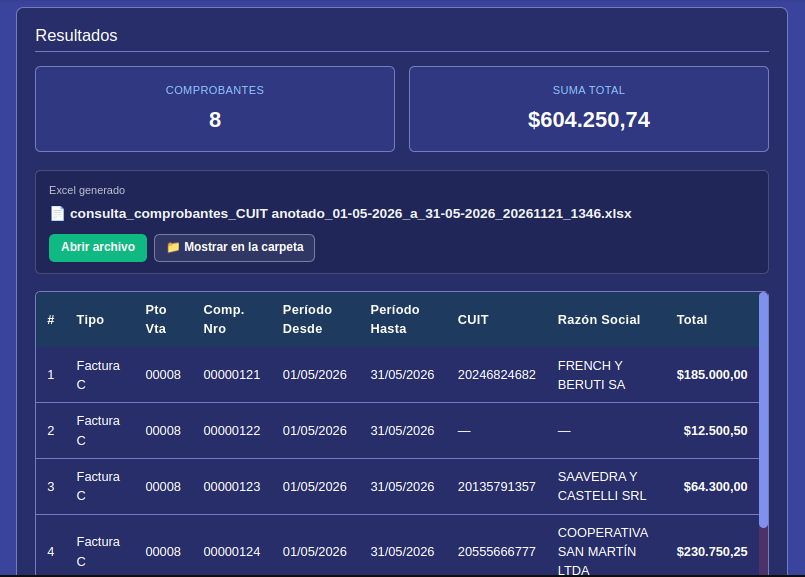 Resultados
COMPROBANTES
8
SUMA TOTAL
$604.250,74
Excel generado
consulta_comprobantes_CUIT anotado_01-05-2026_a_31-05-2026_20261121_1346.xlsx
Abrir archivo
Mostrar en la carpeta
# Tipo Pto Vta Comp. Nro Período Desde Período Hasta CUIT Razón Social Total
1 Factura C 00008 00000121 01/05/2026 31/05/2026 20246824682 FRENCH Y BERUTI SA $185.000,00
2 Factura C 00008 00000122 01/05/2026 31/05/2026 — — $12.500,50
3 Factura C 00008 00000123 01/05/2026 31/05/2026 20135791357 SAAVEDRA Y CASTELLI SRL $64.300,00
4 Factura C 00008 00000124 01/05/2026 31/05/2026 20555666777 COOPERATIVA SAN MARTÍN LTDA $230.750,25